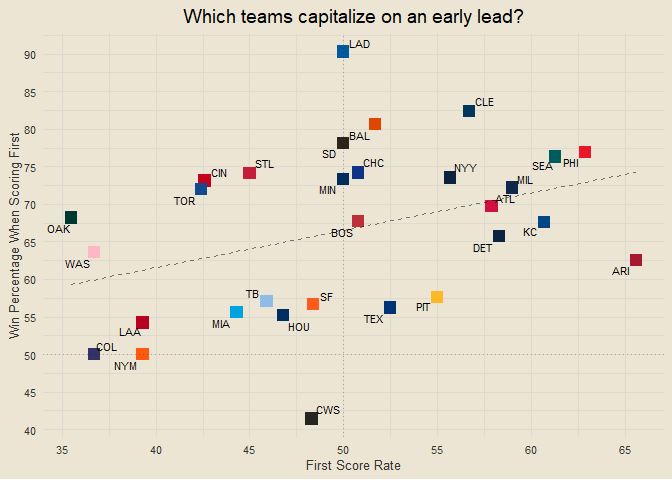 Which teams capitalize on an early lead?
Win Percentage When Scoring First
90
85
80
75
70
65
60
55
50
45
40
LAD
CLE
BAL
SD
CHC
MIN
STL
CIN
TOR
NYY
SEA
PHI
MIL
ATL
OAK
BOS
KC
DET
WAS
ARI
TB
SF
PIT
MIA
HOU
TEX
LAA
COL
NYM
CWS
35
40
45
50
55
60
65
First Score Rate